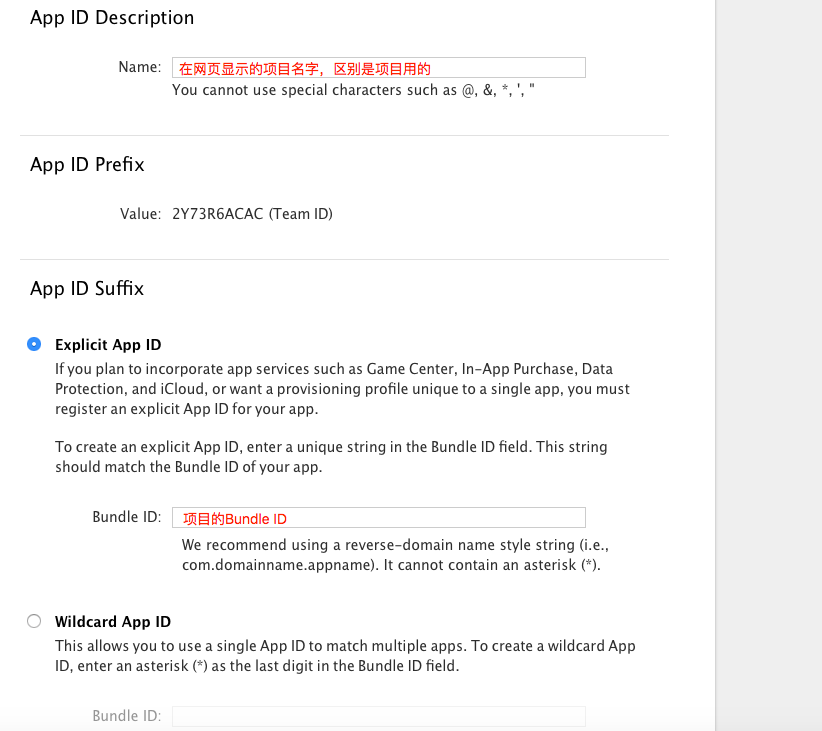 App ID Description
Name: 在网页显示的项目名字，区别是项目用的
You cannot use special characters such as @, &, *, ', "
App ID Prefix
Value: 2Y73R6ACAC (Team ID)
App ID Suffix
Explicit App ID
If you plan to incorporate app services such as Game Center, In-App Purchase, Data
Protection, and iCloud, or want a provisioning profile unique to a single app, you must
register an explicit App ID for your app.
To create an explicit App ID, enter a unique string in the Bundle ID field. This string
should match the Bundle ID of your app.
Bundle ID: 项目的Bundle ID
We recommend using a reverse-domain name style string (i.e.,
com.domainname.appname). It cannot contain an asterisk (*).
Wildcard App ID
This allows you to use a single App ID to match multiple apps. To create a wildcard App
ID, enter an asterisk (*) as the last digit in the Bundle ID field.
Bundle ID: